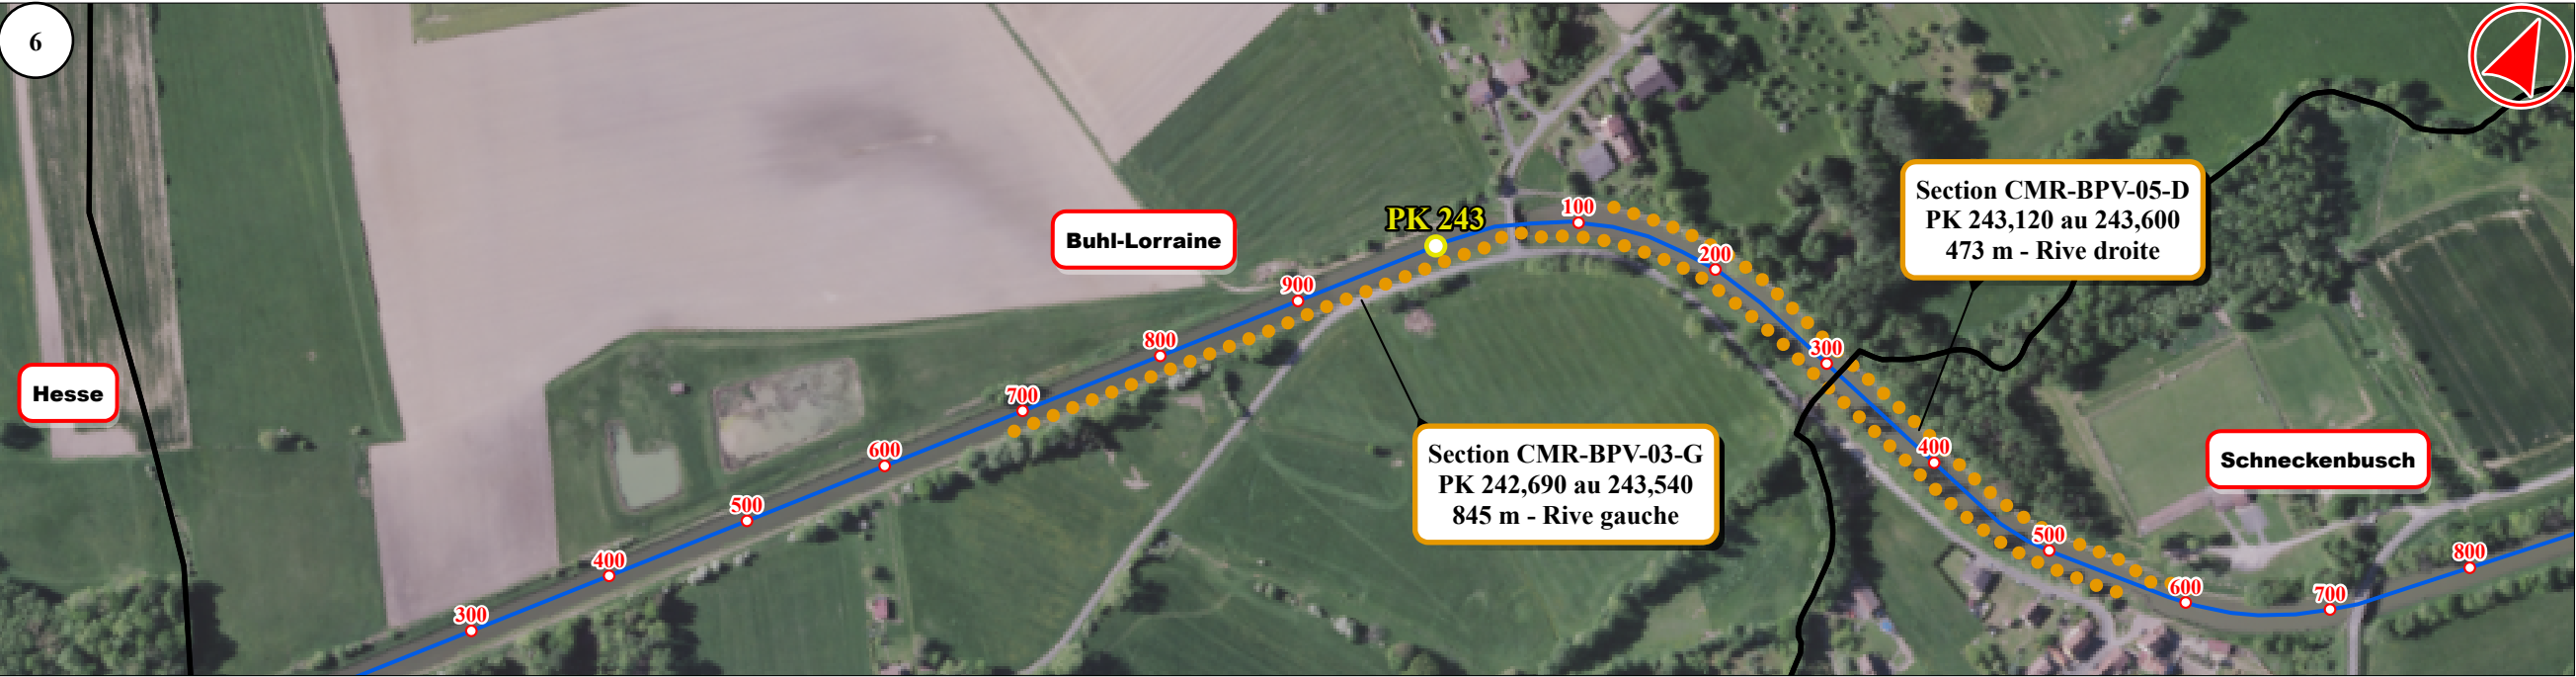 6
PK 243
100
Section CMR-BPV-05-D
PK 243,120 au 243,600
473 m - Rive droite
Buhl-Lorraine
200
900
800
300
Hesse
700
600
Section CMR-BPV-03-G
PK 242,690 au 243,540
845 m - Rive gauche
400
Schneckenbusch
500
500
400
800
600
700
300